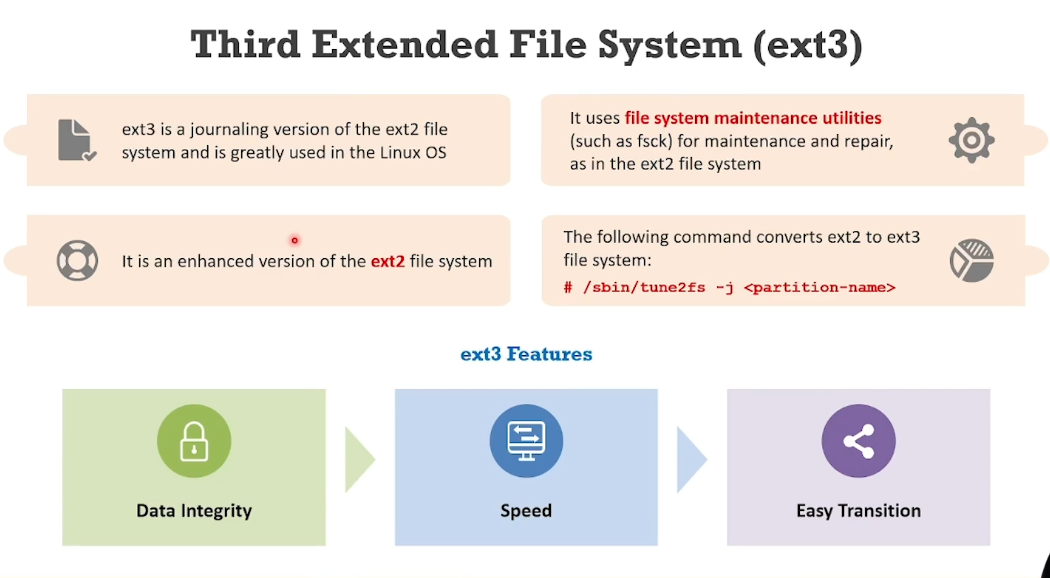 Third Extended File System (ext3)
ext3 is a journaling version of the ext2 file
system and is greatly used in the Linux OS
It uses file system maintenance utilities
(such as fsck) for maintenance and repair,
as in the ext2 file system
It is an enhanced version of the ext2 file system
The following command converts ext2 to ext3
file system:
# /sbin/tune2fs -j <partition-name>
ext3 Features
Data Integrity
Speed
Easy Transition